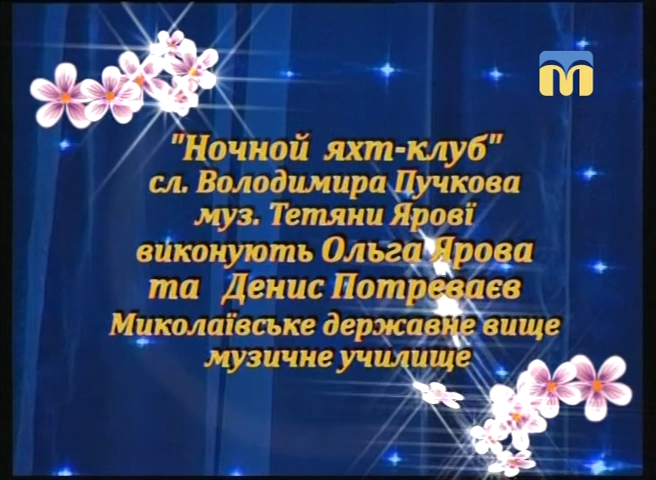 "Ночной яхт-клуб"
сл. Володимира Пучкова
муз. Тетяни Ярової
виконують Ольга Ярова
та Денис Потреваєв
Миколаївське державне вище
музичне училище